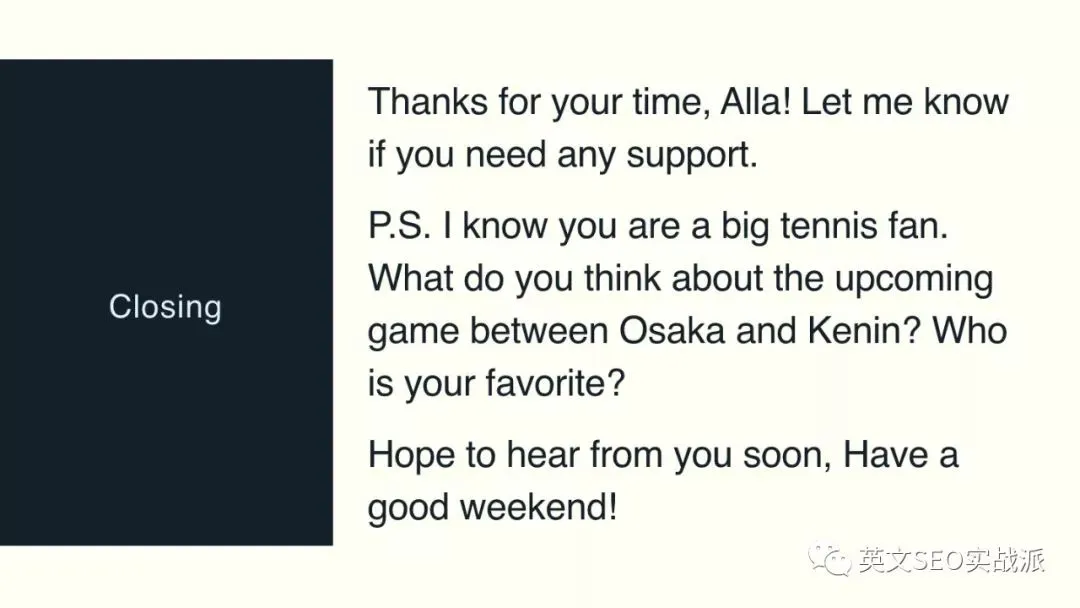 Closing
Thanks for your time, Alla! Let me know
if you need any support.
P.S. I know you are a big tennis fan.
What do you think about the upcoming
game between Osaka and Kenin? Who
is your favorite?
Hope to hear from you soon, Have a
good weekend!
英文SEO实战派